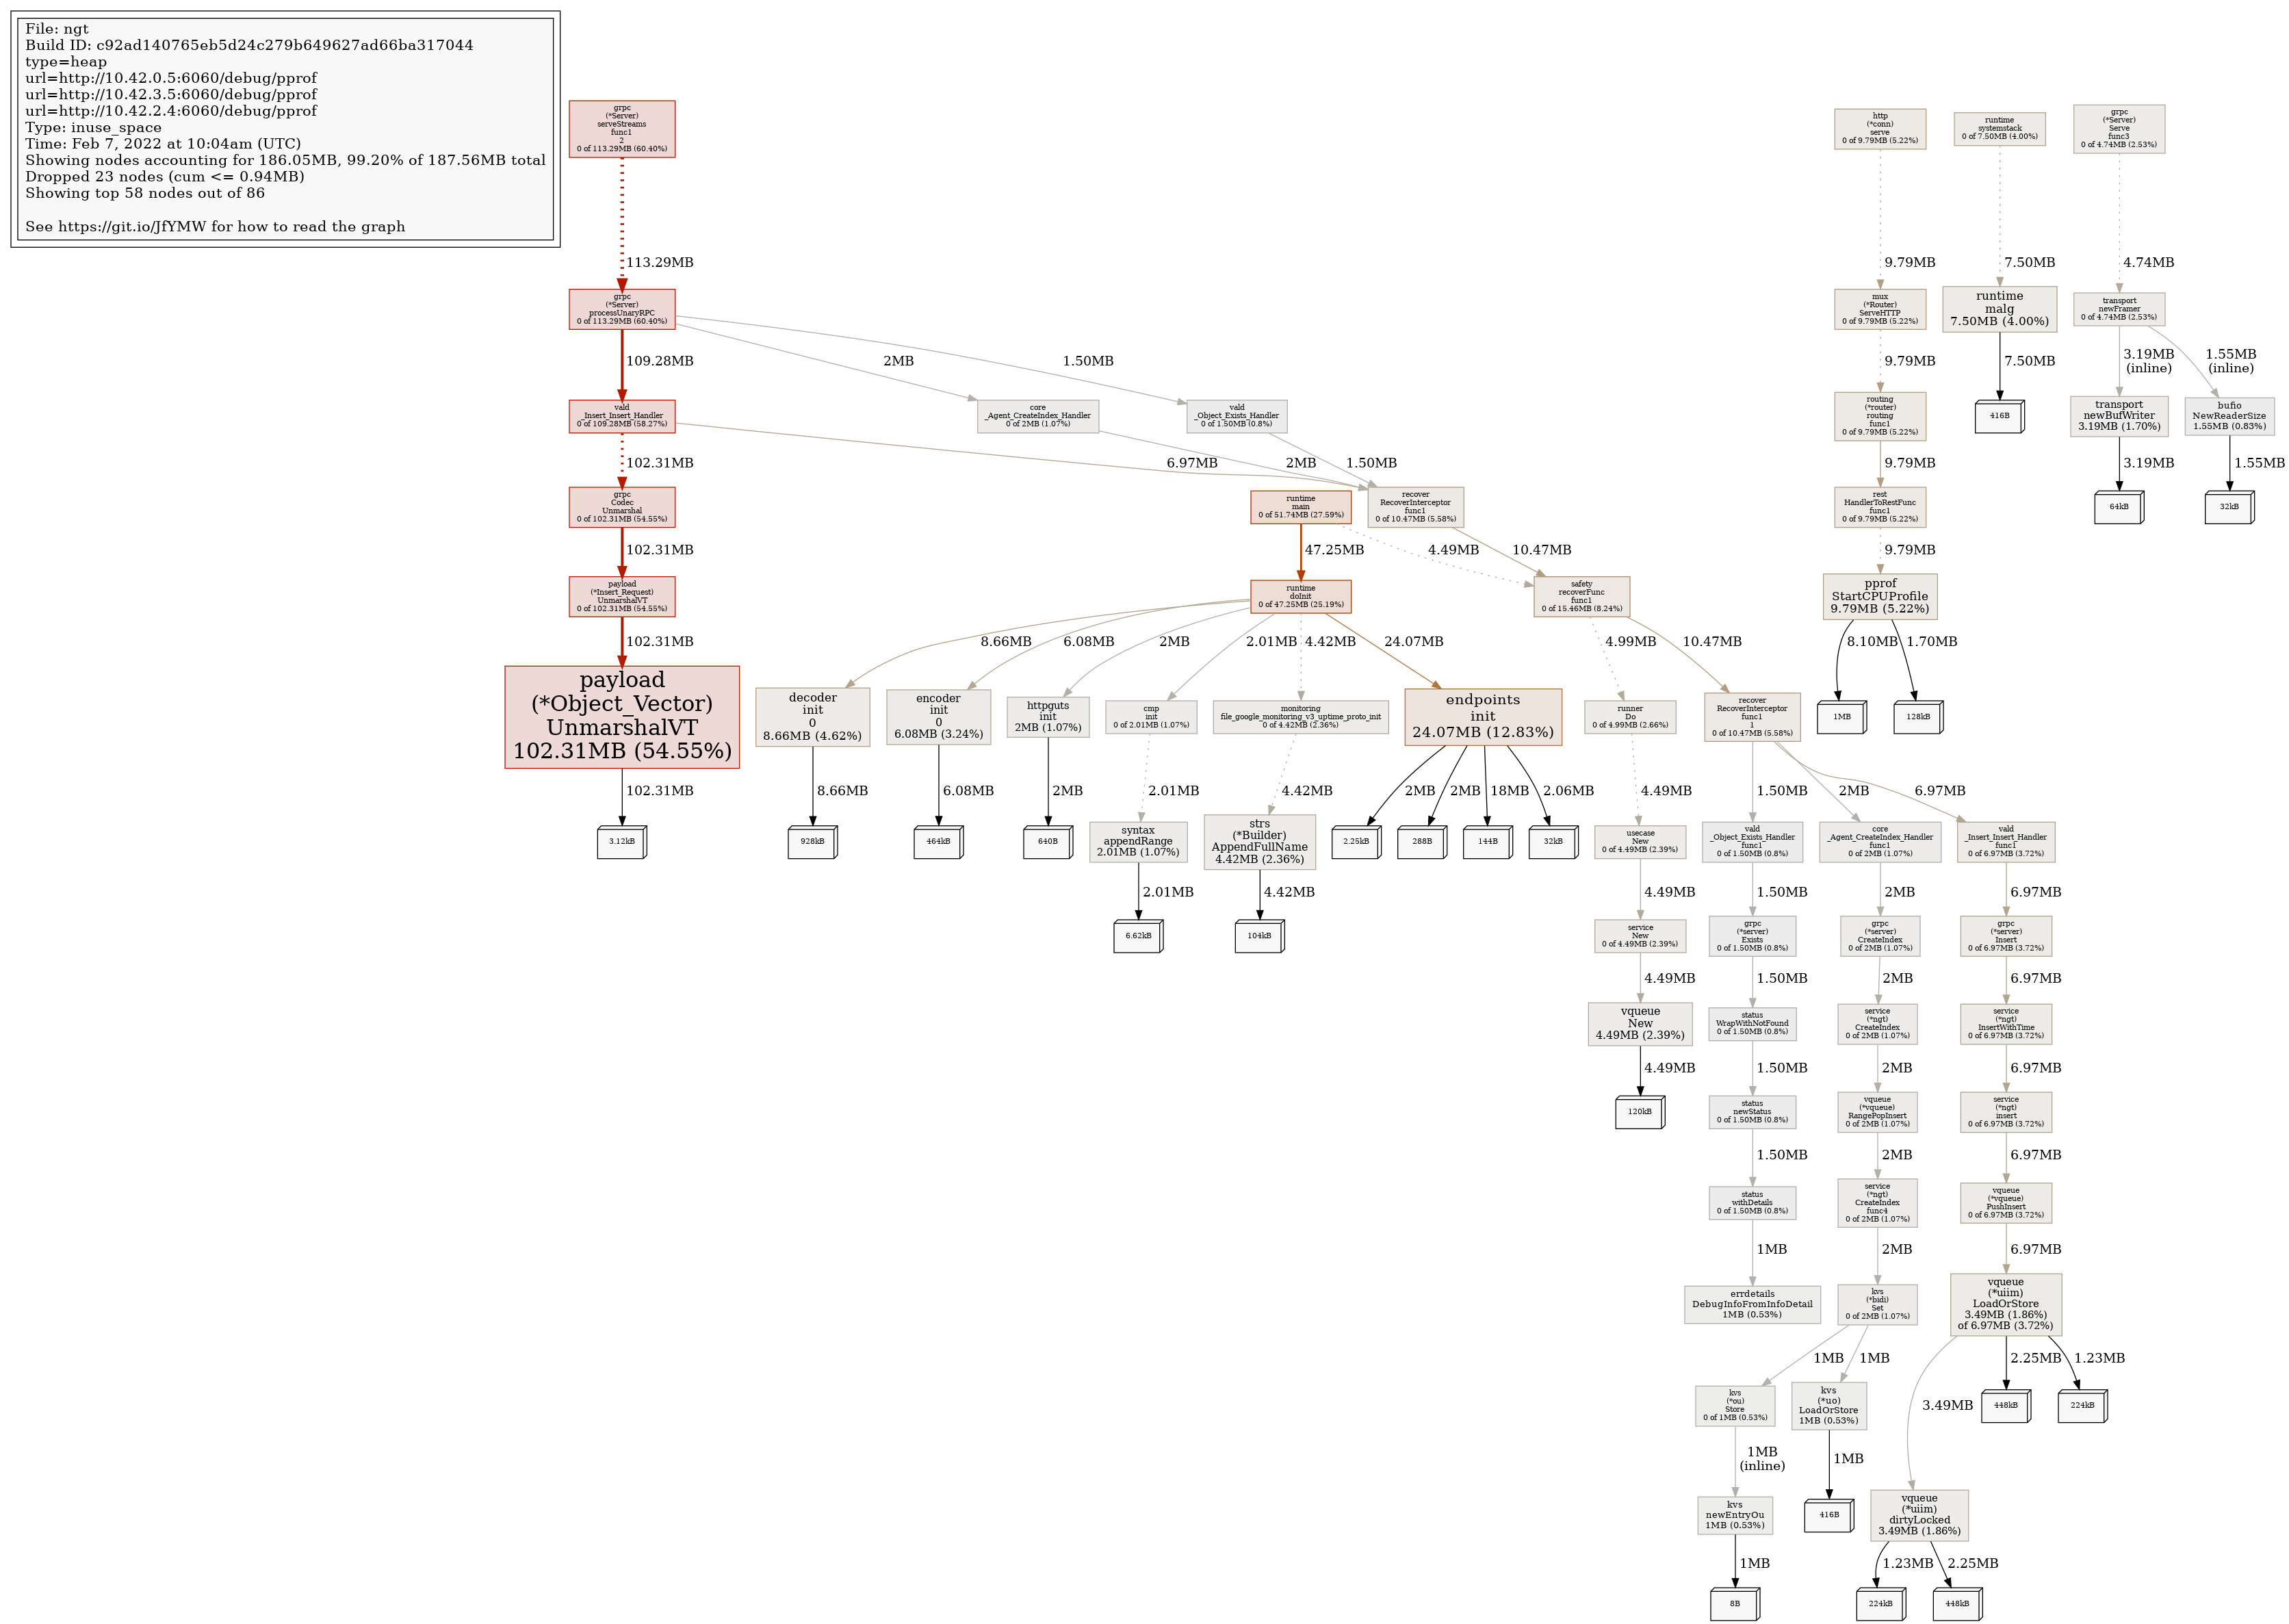 File: ngt
Build ID: c92ad140765eb5d24c279b649627ad66ba317044
type=heap
url=http://10.42.0.5:6060/debug/pprof
url=http://10.42.3.5:6060/debug/pprof
url=http://10.42.2.4:6060/debug/pprof
Type: inuse_space
Time: Feb 7, 2022 at 10:04am (UTC)
Showing nodes accounting for 186.05MB, 99.20% of 187.56MB total
Dropped 23 nodes (cum <= 0.94MB)
Showing top 58 nodes out of 86
See https://git.io/JfYMW for how to read the graph
grpc
(*Server)
serveStreams
func1
2
0 of 113.29MB (60.40%)
113.29MB
grpc
(*Server)
processUnaryRPC
0 of 113.29MB (60.40%)
109.28MB
2MB
1.50MB
vald
_Insert_Insert_Handler
0 of 109.28MB (58.27%)
core
_Agent_CreateIndex_Handler
0 of 2MB (1.07%)
vald
_Object_Exists_Handler
0 of 1.50MB (0.8%)
102.31MB
6.97MB
2MB
1.50MB
grpc
Codec
Unmarshal
0 of 102.31MB (54.55%)
102.31MB
payload
(*Insert_Request)
UnmarshalVT
0 of 102.31MB (54.55%)
102.31MB
payload
(*Object_Vector)
UnmarshalVT
102.31MB (54.55%)
102.31MB
3.12kB
runtime
main
0 of 51.74MB (27.59%)
recover
RecoverInterceptor
func1
0 of 10.47MB (5.58%)
47.25MB
4.49MB
10.47MB
runtime
doInit
0 of 47.25MB (25.19%)
safety
recoverFunc
func1
0 of 15.46MB (8.24%)
8.66MB
6.08MB
2MB
2.01MB
4.42MB
24.07MB
4.99MB
10.47MB
decoder
init
0
8.66MB (4.62%)
8.66MB
928kB
encoder
init
0
6.08MB (3.24%)
6.08MB
464kB
httpguts
init
2MB (1.07%)
2MB
640B
cmp
init
0 of 2.01MB (1.07%)
2.01MB
syntax
appendRange
2.01MB (1.07%)
2.01MB
6.62kB
monitoring
file_google_monitoring_v3_uptime_proto_init
0 of 4.42MB (2.36%)
4.42MB
strs
(*Builder)
AppendFullName
4.42MB (2.36%)
4.42MB
104kB
endpoints
init
24.07MB (12.83%)
2MB
2MB
18MB
2.06MB
2.25kB
288B
144B
32kB
runner
Do
0 of 4.99MB (2.66%)
4.49MB
usecase
New
0 of 4.49MB (2.39%)
4.49MB
service
New
0 of 4.49MB (2.39%)
4.49MB
vqueue
New
4.49MB (2.39%)
4.49MB
120kB
recover
RecoverInterceptor
func1
1
0 of 10.47MB (5.58%)
1.50MB
2MB
6.97MB
vald
_Object_Exists_Handler
func1
0 of 1.50MB (0.8%)
1.50MB
grpc
(*server)
Exists
0 of 1.50MB (0.8%)
1.50MB
status
WrapWithNotFound
0 of 1.50MB (0.8%)
1.50MB
status
newStatus
0 of 1.50MB (0.8%)
1.50MB
status
withDetails
0 of 1.50MB (0.8%)
1MB
errdetails
DebugInfoFromInfoDetail
1MB (0.53%)
core
_Agent_CreateIndex_Handler
func1
0 of 2MB (1.07%)
2MB
grpc
(*server)
CreateIndex
0 of 2MB (1.07%)
2MB
service
(*ngt)
CreateIndex
0 of 2MB (1.07%)
2MB
vqueue
(*vqueue)
RangePopInsert
0 of 2MB (1.07%)
2MB
service
(*ngt)
CreateIndex
func4
0 of 2MB (1.07%)
2MB
kvs
(*bidi)
Set
0 of 2MB (1.07%)
1MB
1MB
kvs
(*ou)
Store
0 of 1MB (0.53%)
1MB
(inline)
kvs
newEntryOu
1MB (0.53%)
1MB
8B
kvs
(*uo)
LoadOrStore
1MB (0.53%)
1MB
416B
vald
_Insert_Insert_Handler
func1
0 of 6.97MB (3.72%)
6.97MB
grpc
(*server)
Insert
0 of 6.97MB (3.72%)
6.97MB
service
(*ngt)
InsertWithTime
0 of 6.97MB (3.72%)
6.97MB
service
(*ngt)
insert
0 of 6.97MB (3.72%)
6.97MB
vqueue
(*vqueue)
PushInsert
0 of 6.97MB (3.72%)
6.97MB
vqueue
(*uiim)
LoadOrStore
3.49MB (1.86%)
of 6.97MB (3.72%)
3.49MB
2.25MB
1.23MB
448kB
224kB
vqueue
(*uiim)
dirtyLocked
3.49MB (1.86%)
1.23MB
2.25MB
224kB
448kB
http
(*conn)
serve
0 of 9.79MB (5.22%)
9.79MB
mux
(*Router)
ServeHTTP
0 of 9.79MB (5.22%)
9.79MB
routing
(*router)
routing
func1
0 of 9.79MB (5.22%)
9.79MB
rest
HandlerToRestFunc
func1
0 of 9.79MB (5.22%)
9.79MB
pprof
StartCPUProfile
9.79MB (5.22%)
8.10MB
1.70MB
1MB
128kB
runtime
systemstack
0 of 7.50MB (4.00%)
7.50MB
runtime
malg
7.50MB (4.00%)
7.50MB
416B
grpc
(*Server)
Serve
func3
0 of 4.74MB (2.53%)
4.74MB
transport
newFramer
0 of 4.74MB (2.53%)
3.19MB
(inline)
1.55MB
(inline)
transport
newBufWriter
3.19MB (1.70%)
3.19MB
64kB
bufio
NewReaderSize
1.55MB (0.83%)
1.55MB
32kB